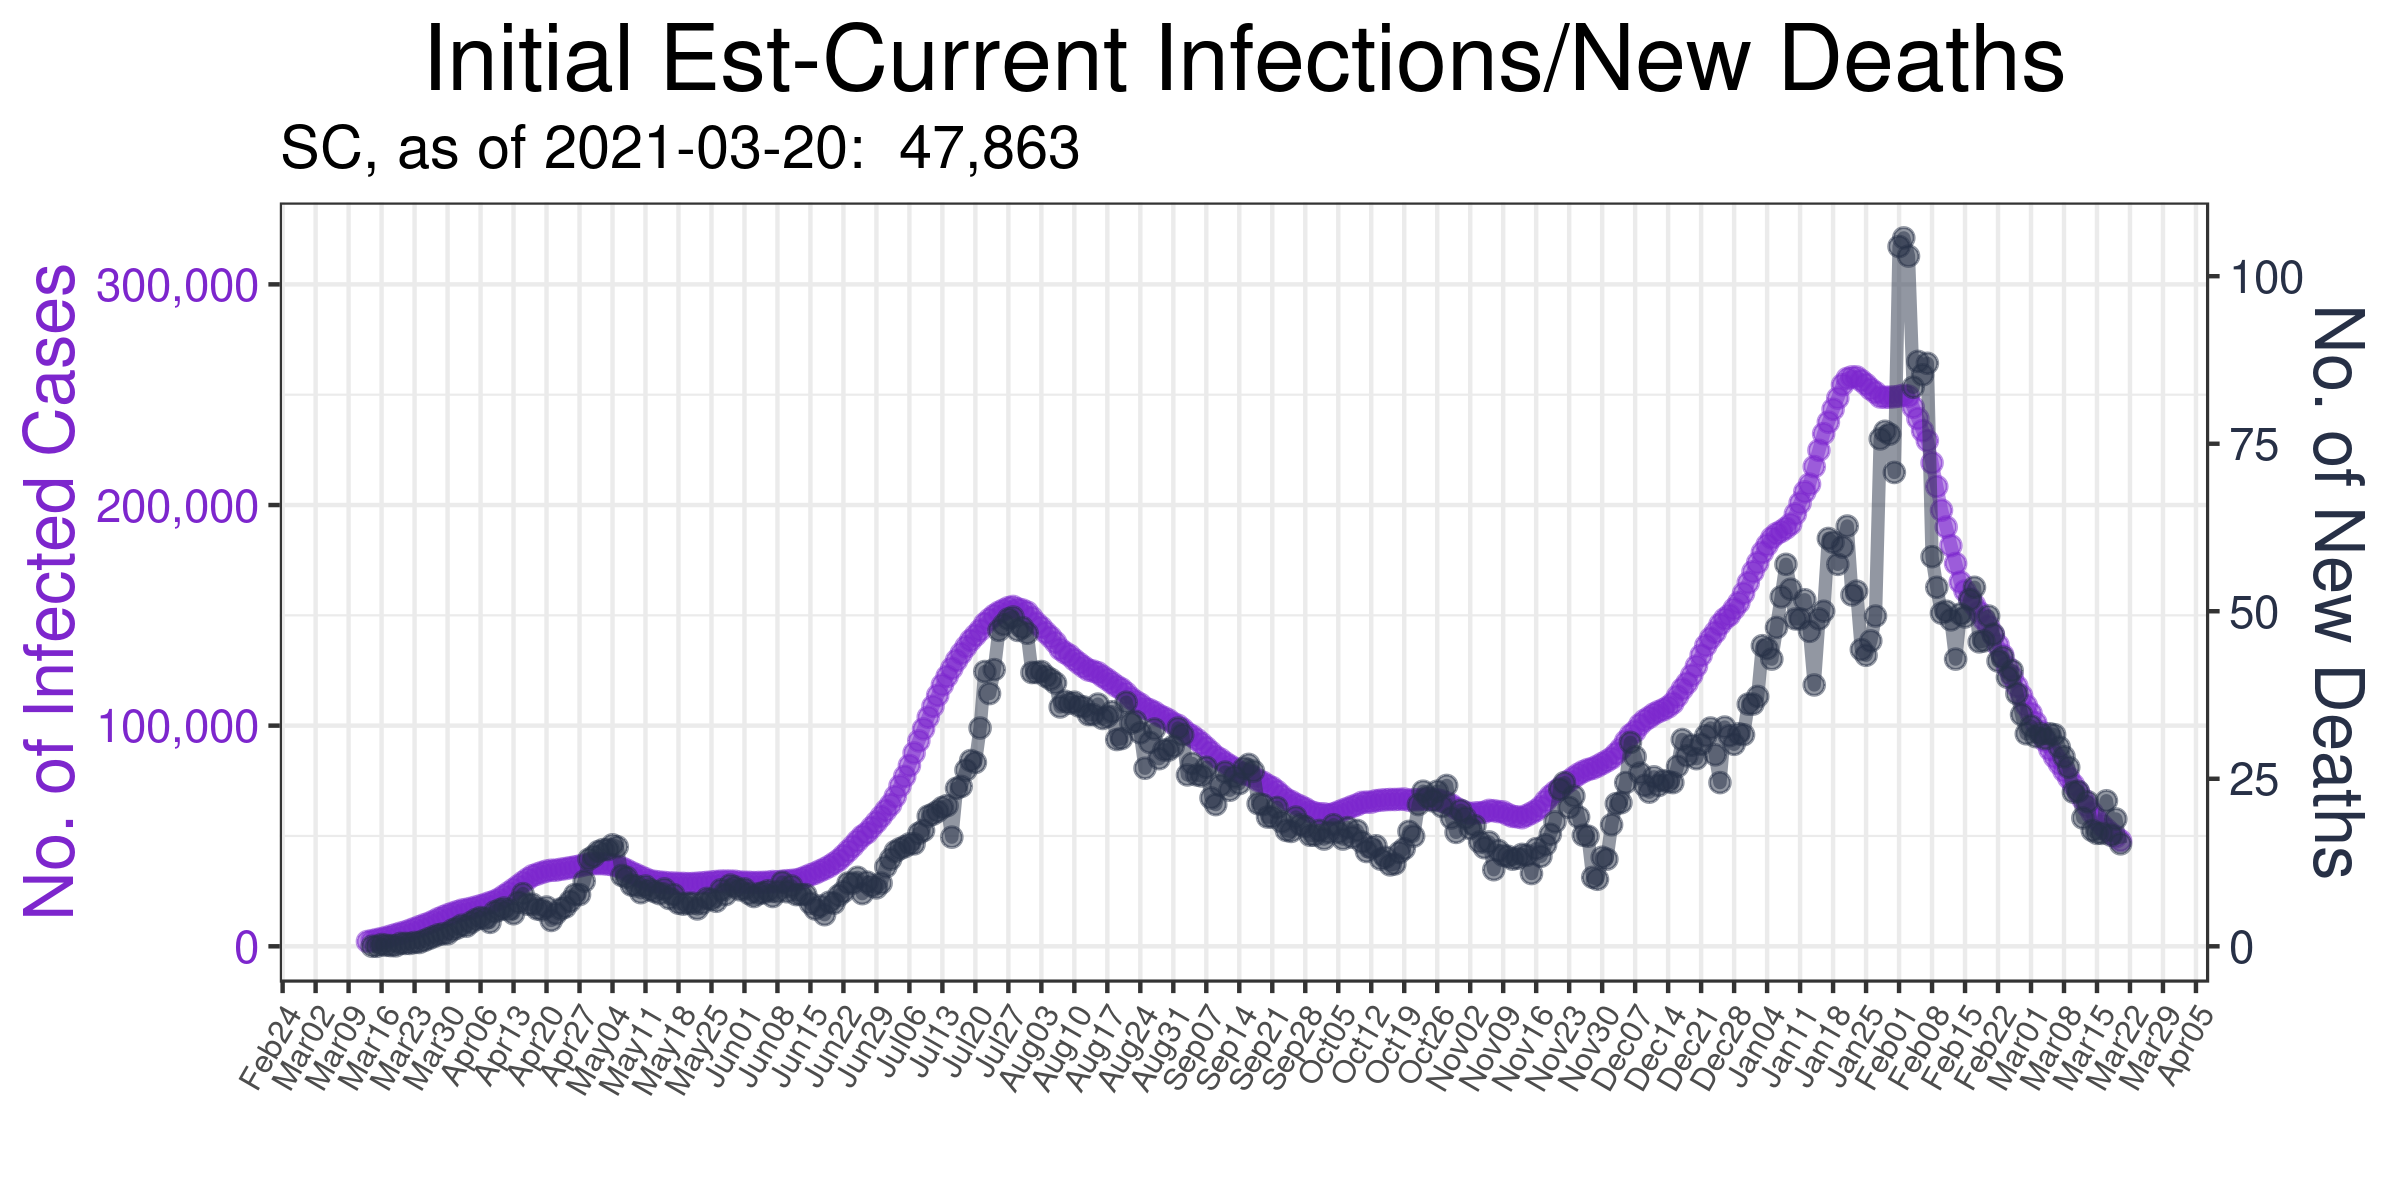 Initial Est-Current Infections/New Deaths
SC, as of 2021-03-20:  47,863
No. of Infected Cases
300,000
200,000
100,000
0
100
75
50
25
0
No. of New Deaths
Feb24
Mar02
Mar09
Mar16
Mar23
Mar30
Apr06
Apr13
Apr20
Apr27
May04
May11
May18
May25
Jun01
Jun08
Jun15
Jun22
Jun29
Jul06
Jul13
Jul20
Jul27
Aug03
Aug10
Aug17
Aug24
Aug31
Sep07
Sep14
Sep21
Sep28
Oct05
Oct12
Oct19
Oct26
Nov02
Nov09
Nov16
Nov23
Nov30
Dec07
Dec14
Dec21
Dec28
Jan04
Jan11
Jan18
Jan25
Feb01
Feb08
Feb15
Feb22
Mar01
Mar08
Mar15
Mar22
Mar29
Apr05